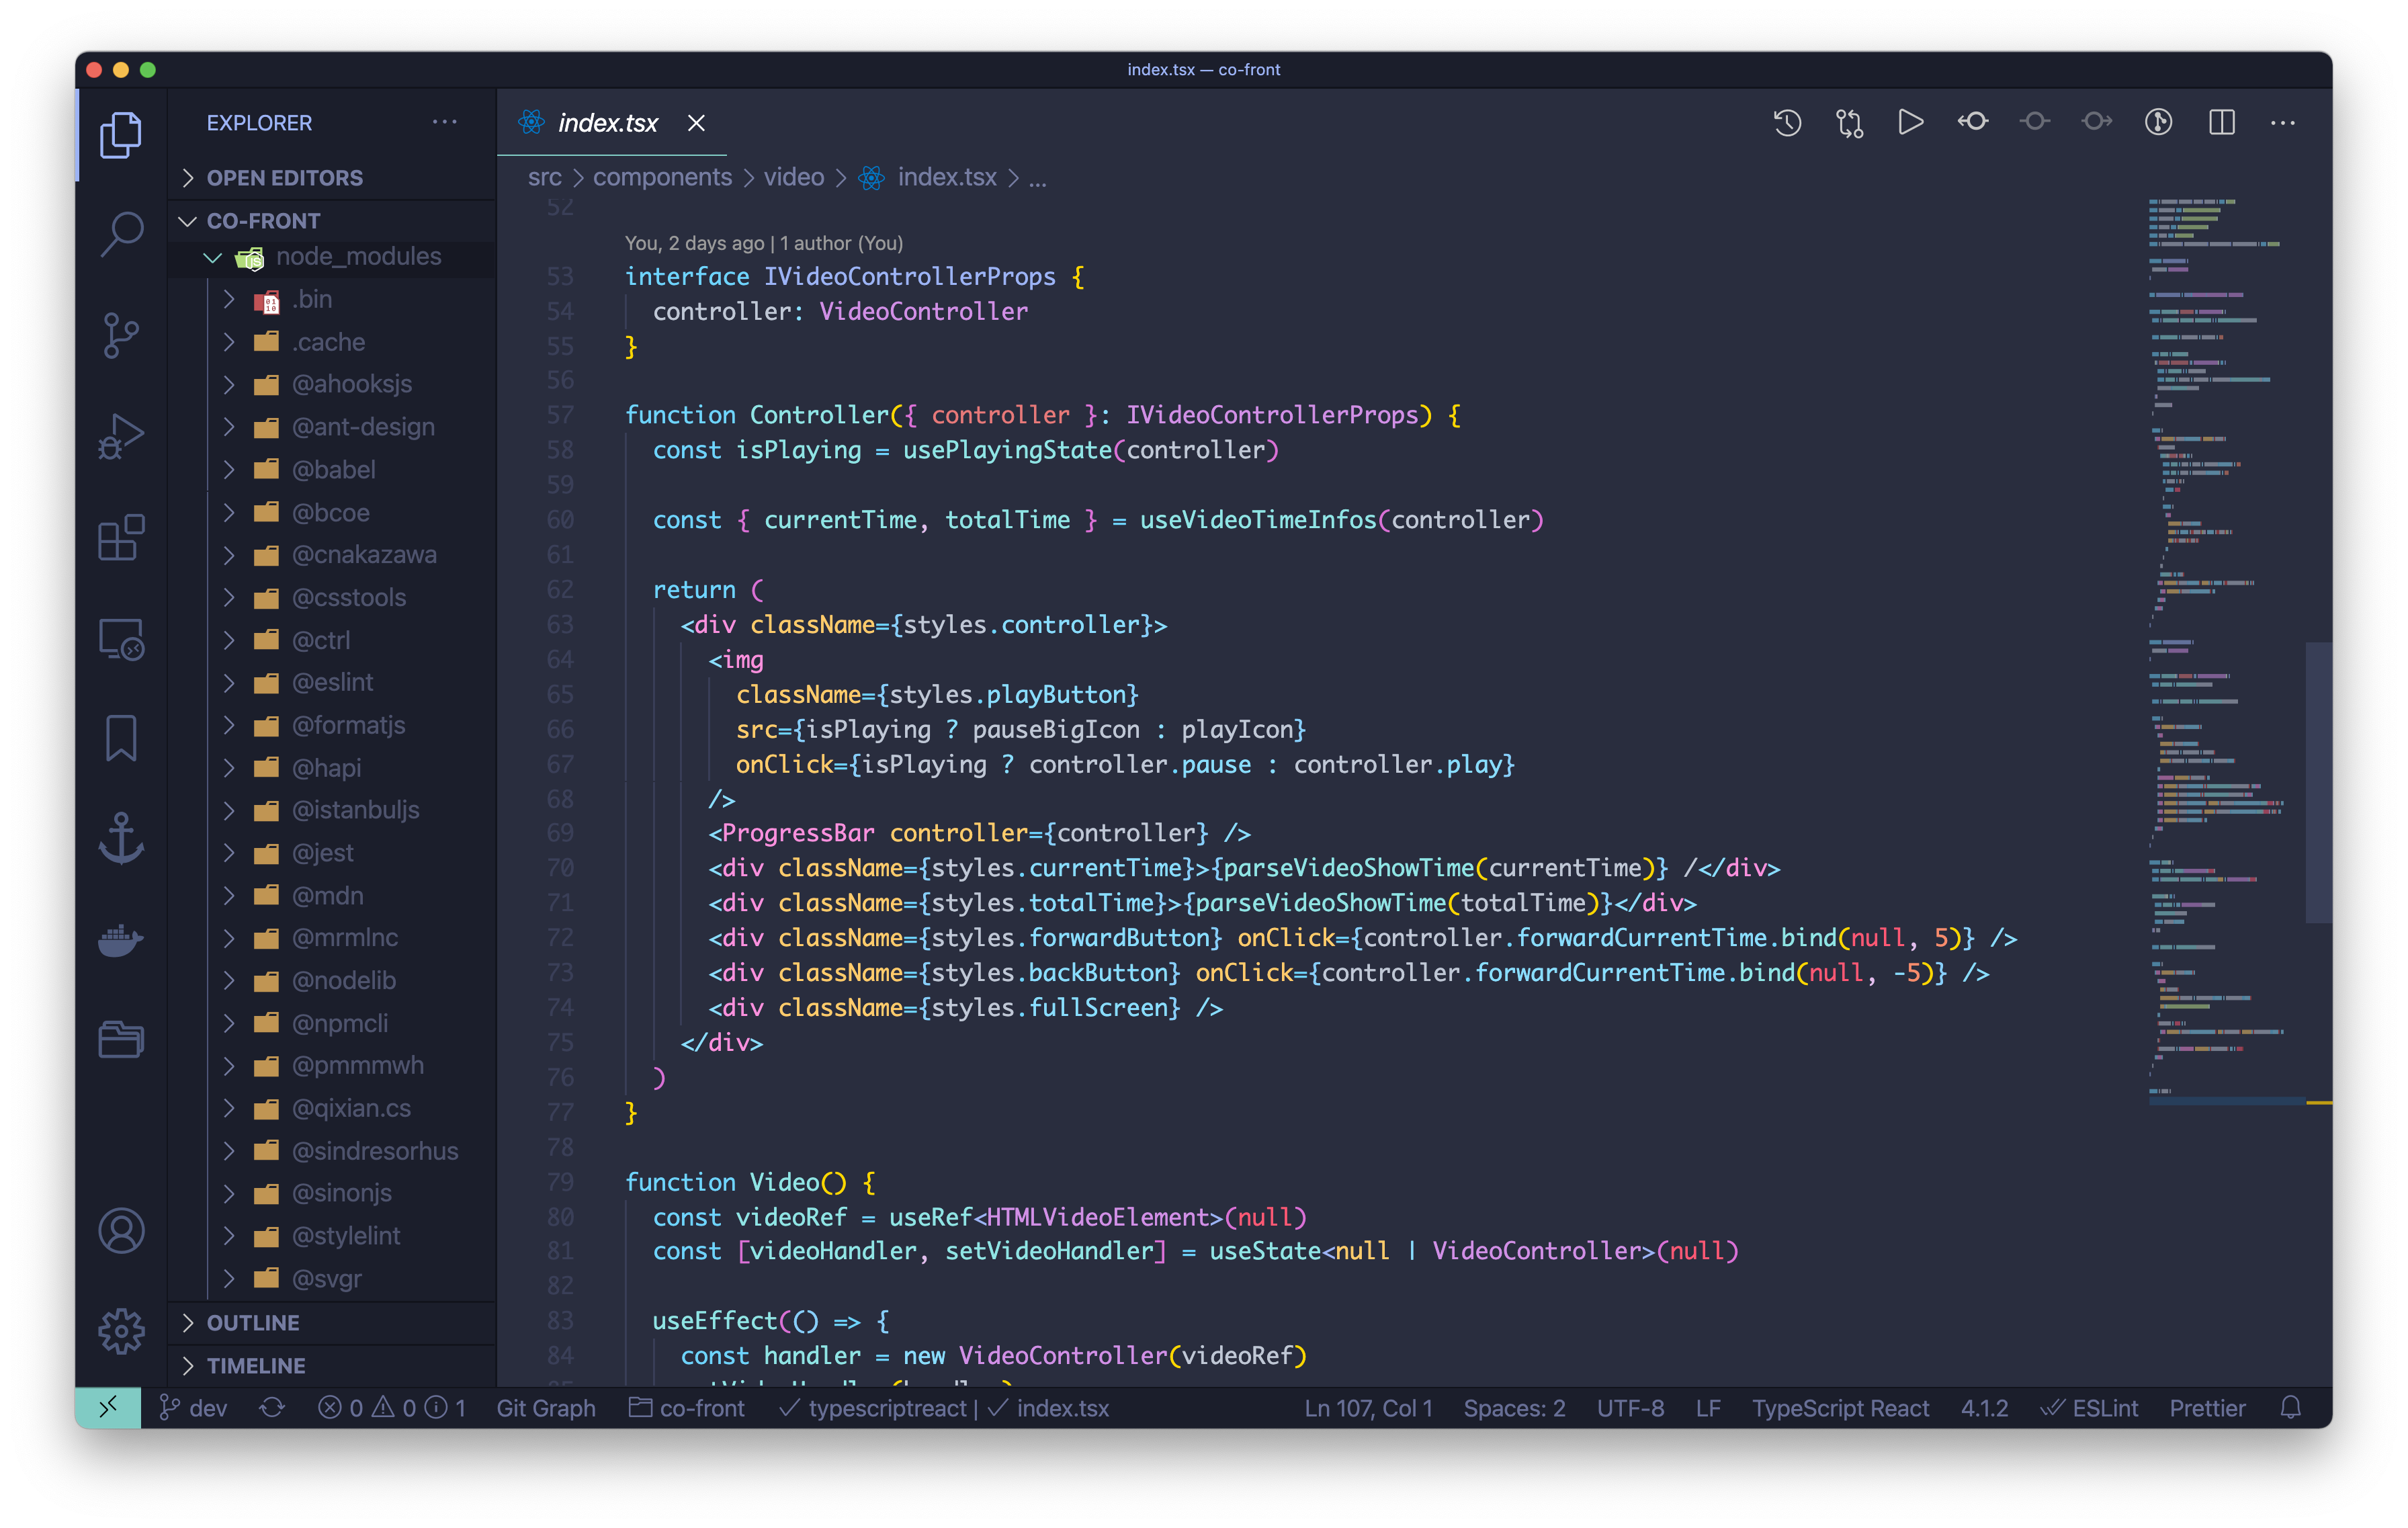 index.tsx — co-front
EXPLORER
OPEN EDITORS
CO-FRONT
node_modules
.bin
.cache
@ahooksjs
@ant-design
@babel
@bcoe
@cnakazawa
@csstools
@ctrl
@eslint
@formatjs
@hapi
@istanbuljs
@jest
@mdn
@mrmlnc
@nodelib
@npmcli
@pmmmwh
@qixian.cs
@sindresorhus
@sinonjs
@stylelint
@svgr
OUTLINE
TIMELINE
index.tsx
src > components > video > index.tsx > ...
52
You, 2 days ago | 1 author (You)
53 interface IVideoControllerProps {
54 controller: VideoController
55 }
56
57 function Controller({ controller }: IVideoControllerProps) {
58 const isPlaying = usePlayingState(controller)
59
60 const { currentTime, totalTime } = useVideoTimeInfos(controller)
61
62 return (
63 <div className={styles.controller}>
64 <img
65 className={styles.playButton}
66 src={isPlaying ? pauseBigIcon : playIcon}
67 onClick={isPlaying ? controller.pause : controller.play}
68 />
69 <ProgressBar controller={controller} />
70 <div className={styles.currentTime}>{parseVideoShowTime(currentTime)} /</div>
71 <div className={styles.totalTime}>{parseVideoShowTime(totalTime)}</div>
72 <div className={styles.forwardButton} onClick={controller.forwardCurrentTime.bind(null, 5)} />
73 <div className={styles.backButton} onClick={controller.forwardCurrentTime.bind(null, -5)} />
74 <div className={styles.fullScreen} />
75 </div>
76 )
77 }
78
79 function Video() {
80 const videoRef = useRef<HTMLVideoElement>(null)
81 const [videoHandler, setVideoHandler] = useState<null | VideoController>(null)
82
83 useEffect(() => {
84 const handler = new VideoController(videoRef)
dev 0 0 1 Git Graph co-front typescriptreact | index.tsx Ln 107, Col 1 Spaces: 2 UTF-8 LF TypeScript React 4.1.2 ESLint Prettier